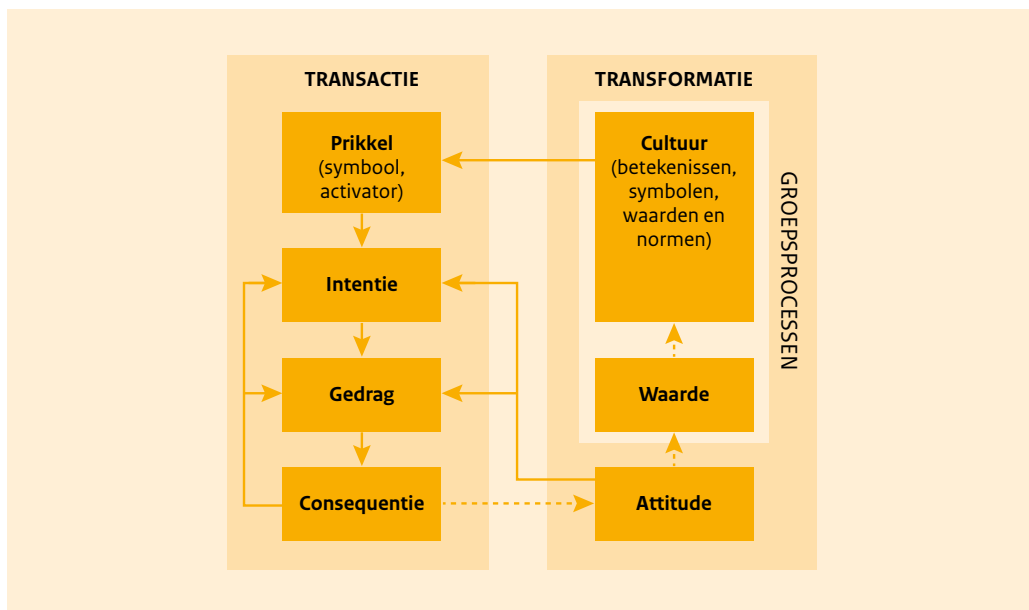 TRANSACTIE
Prikkel
(symbool,
activator)
Intentie
Gedrag
Consequentie
TRANSFORMATIE
Cultuur
(betekenissen,
symbolen,
waarden en
normen)
Waarde
Attitude
GROEPSPROCESSEN